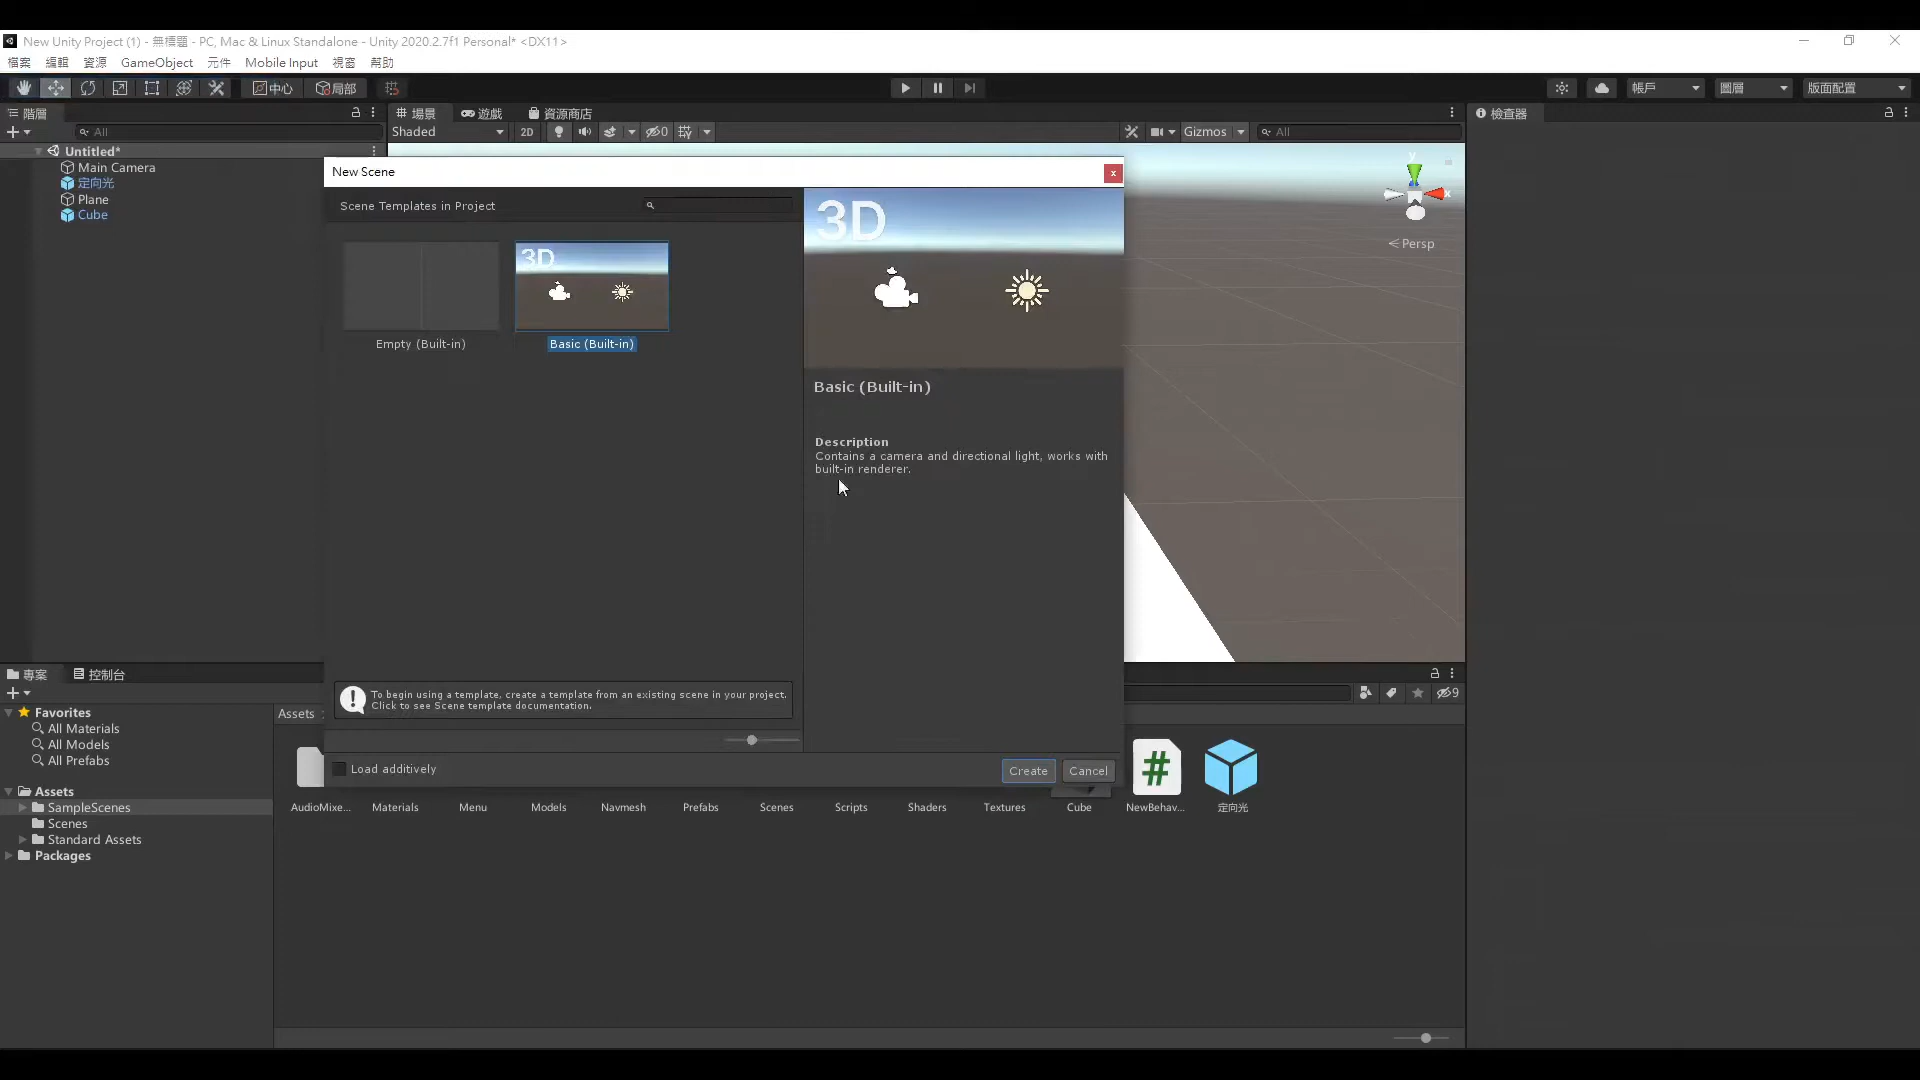 New Unity Project (1) - 無標題 - PC, Mac & Linux Standalone - Unity 2020.2.7f1 Personal* <DX11>
檔案 編輯 資源 GameObject 元件 Mobile Input 視窗 幫助
中心 局部 帳戶 圖層 版面配置
階層 場景 遊戲 資源商店 檢查器
All Shaded 2D 0 Gizmos All
Untitled*
Main Camera
定向光
Plane
Cube
New Scene
Scene Templates in Project
3D
Empty (Built-in)
Basic (Built-in)
3D
Basic (Built-in)
Description
Contains a camera and directional light, works with
built-in renderer.
y
x
Persp
To begin using a template, create a template from an existing scene in your project.
Click to see Scene template documentation.
Load additively
Create Cancel
專案 控制台
9
Favorites
All Materials
All Models
All Prefabs
Assets
SampleScenes
Scenes
Standard Assets
Packages
Assets
AudioMixe... Materials Menu Models Navmesh Prefabs Scenes Scripts Shaders Textures Cube NewBehav... 定向光